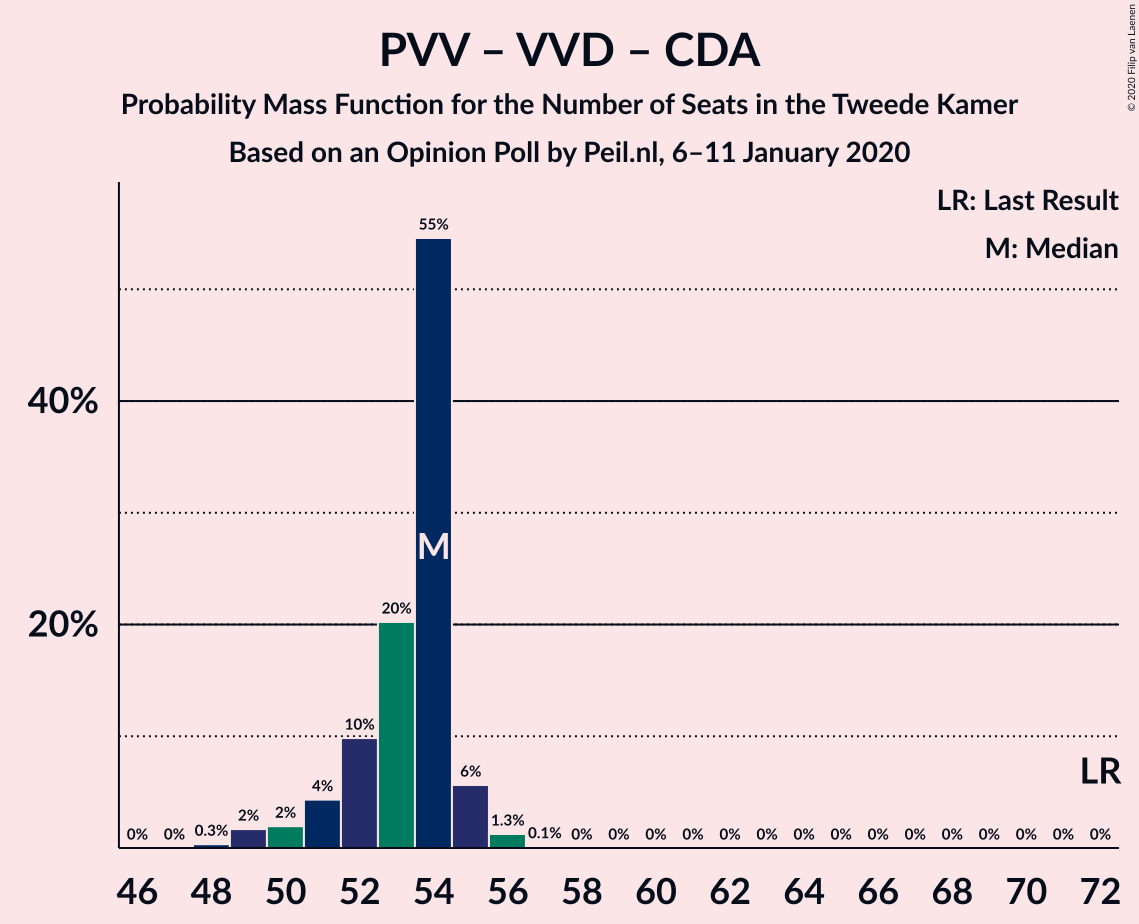 PVV – VVD – CDA
Probability Mass Function for the Number of Seats in the Tweede Kamer
Based on an Opinion Poll by Peil.nl, 6–11 January 2020
© 2020 Filip van Laenen
LR: Last Result
M: Median
55%
40%
M
20%
20%
10%
LR
6%
4%
2%
2%
1.3%
0% 0% 0.3% 0.1% 0% 0% 0% 0% 0% 0% 0% 0% 0% 0% 0% 0% 0% 0% 0%
46 48 50 52 54 56 58 60 62 64 66 68 70 72